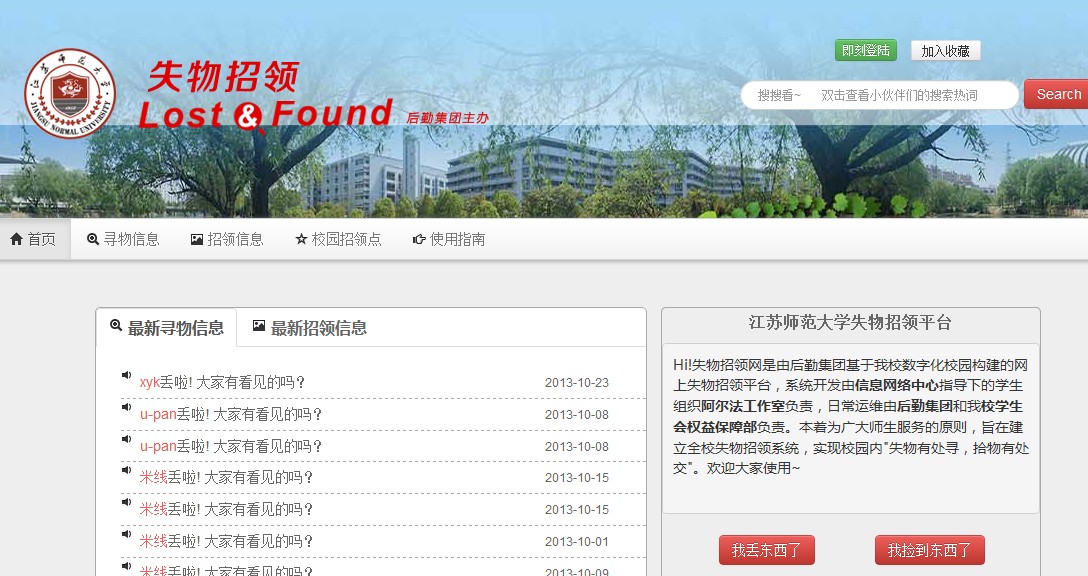 即刻登陆
加入收藏
江苏师范大学
JIANGSU NORMAL UNIVERSITY
失物招领
Lost & Found 后勤集团主办
搜搜看~ 双击查看小伙伴们的搜索热词
Search
首页 寻物信息 招领信息 校园招领点 使用指南
最新寻物信息 最新招领信息
xyk丢啦! 大家有看见的吗? 2013-10-23
u-pan丢啦! 大家有看见的吗? 2013-10-08
u-pan丢啦! 大家有看见的吗? 2013-10-08
米线丢啦! 大家有看见的吗? 2013-10-15
米线丢啦! 大家有看见的吗? 2013-10-15
米线丢啦! 大家有看见的吗? 2013-10-01
米线丢啦! 大家有看见的吗? 2013-10-09
江苏师范大学失物招领平台
Hi!失物招领网是由后勤集团基于我校数字化校园构建的网
上失物招领平台，系统开发由信息网络中心指导下的学生
组织阿尔法工作室负责，日常运维由后勤集团和我校学生
会权益保障部负责。本着为广大师生服务的原则，旨在建
立全校失物招领系统，实现校园内"失物有处寻，拾物有处
交"。欢迎大家使用~
我丢东西了
我捡到东西了